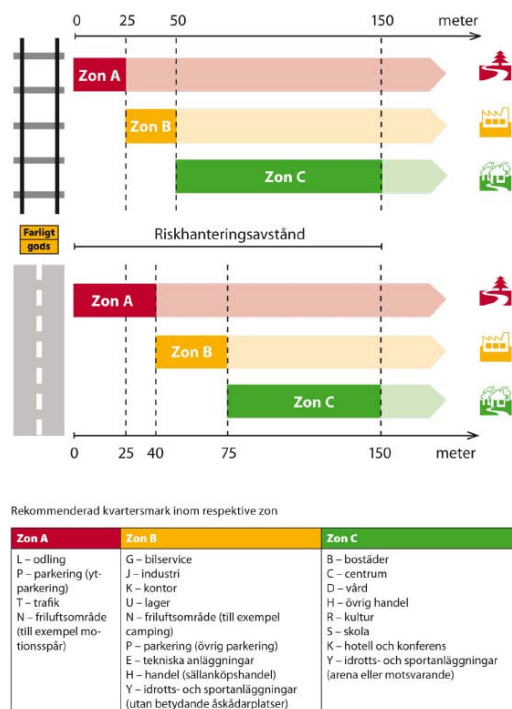 0 25 50 150 meter
Zon A
Zon B
Zon C
Farligt
gods
Riskhanteringsavstånd
Zon A
Zon B
Zon C
0 25 40 75 150 meter
Rekommenderad kvartersmark inom respektive zon
Zon A
L – odling
P – parkering (yt-
parkering)
T – trafik
N – friluftsområde
(till exempel mo-
tionsspår)
Zon B
G – bilservice
J – industri
K – kontor
U – lager
N – friluftsområde (till exempel
camping)
P – parkering (övrig parkering)
E – tekniska anläggningar
H – handel (sällanköpshandel)
Y – idrotts- och sportanläggningar
(utan betydande åskådarplatser)
Zon C
B – bostäder
C – centrum
D – vård
H – övrig handel
R – kultur
S – skola
K – hotell och konferens
Y – idrotts- och sportanläggningar
(arena eller motsvarande)